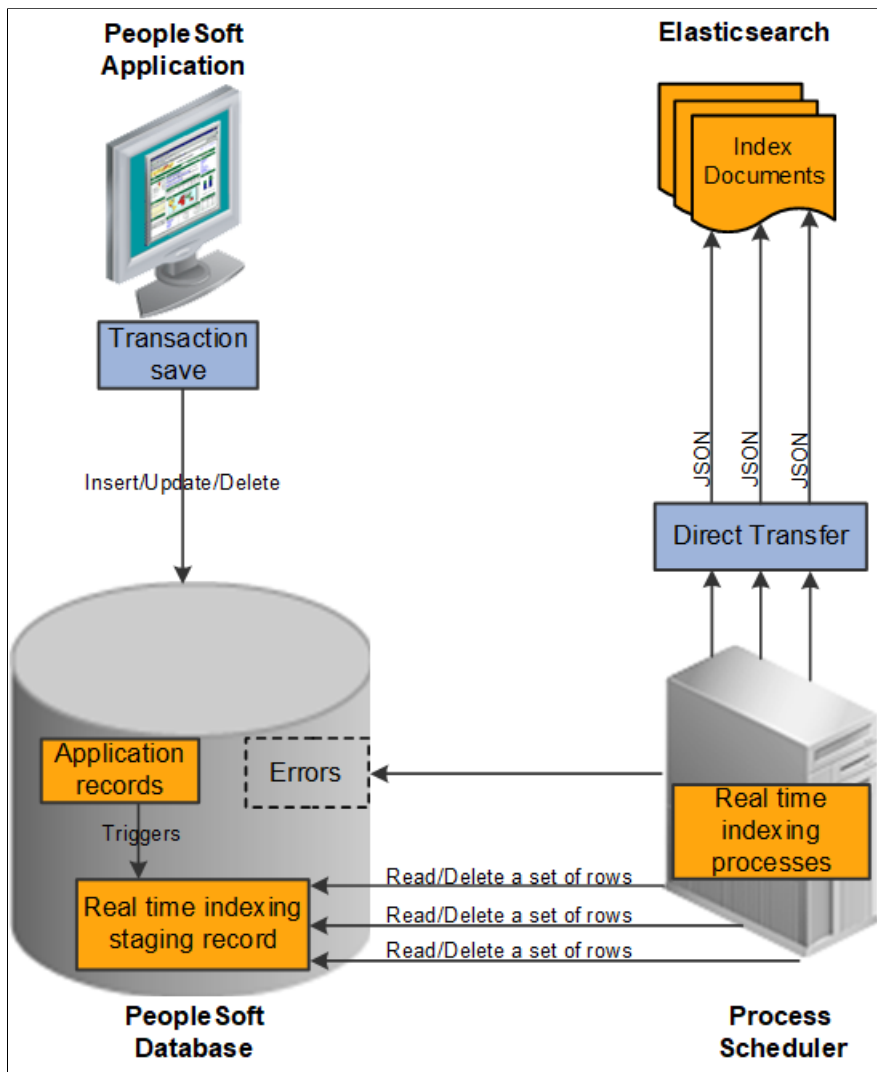 PeopleSoft
Application
Elasticsearch
Index
Documents
Transaction
save
JSON
JSON
JSON
Insert/Update/Delete
Direct Transfer
Application
records
Errors
Triggers
Real time
indexing
processes
Read/Delete a set of rows
Real time indexing
staging record
Read/Delete a set of rows
Read/Delete a set of rows
PeopleSoft
Database
Process
Scheduler